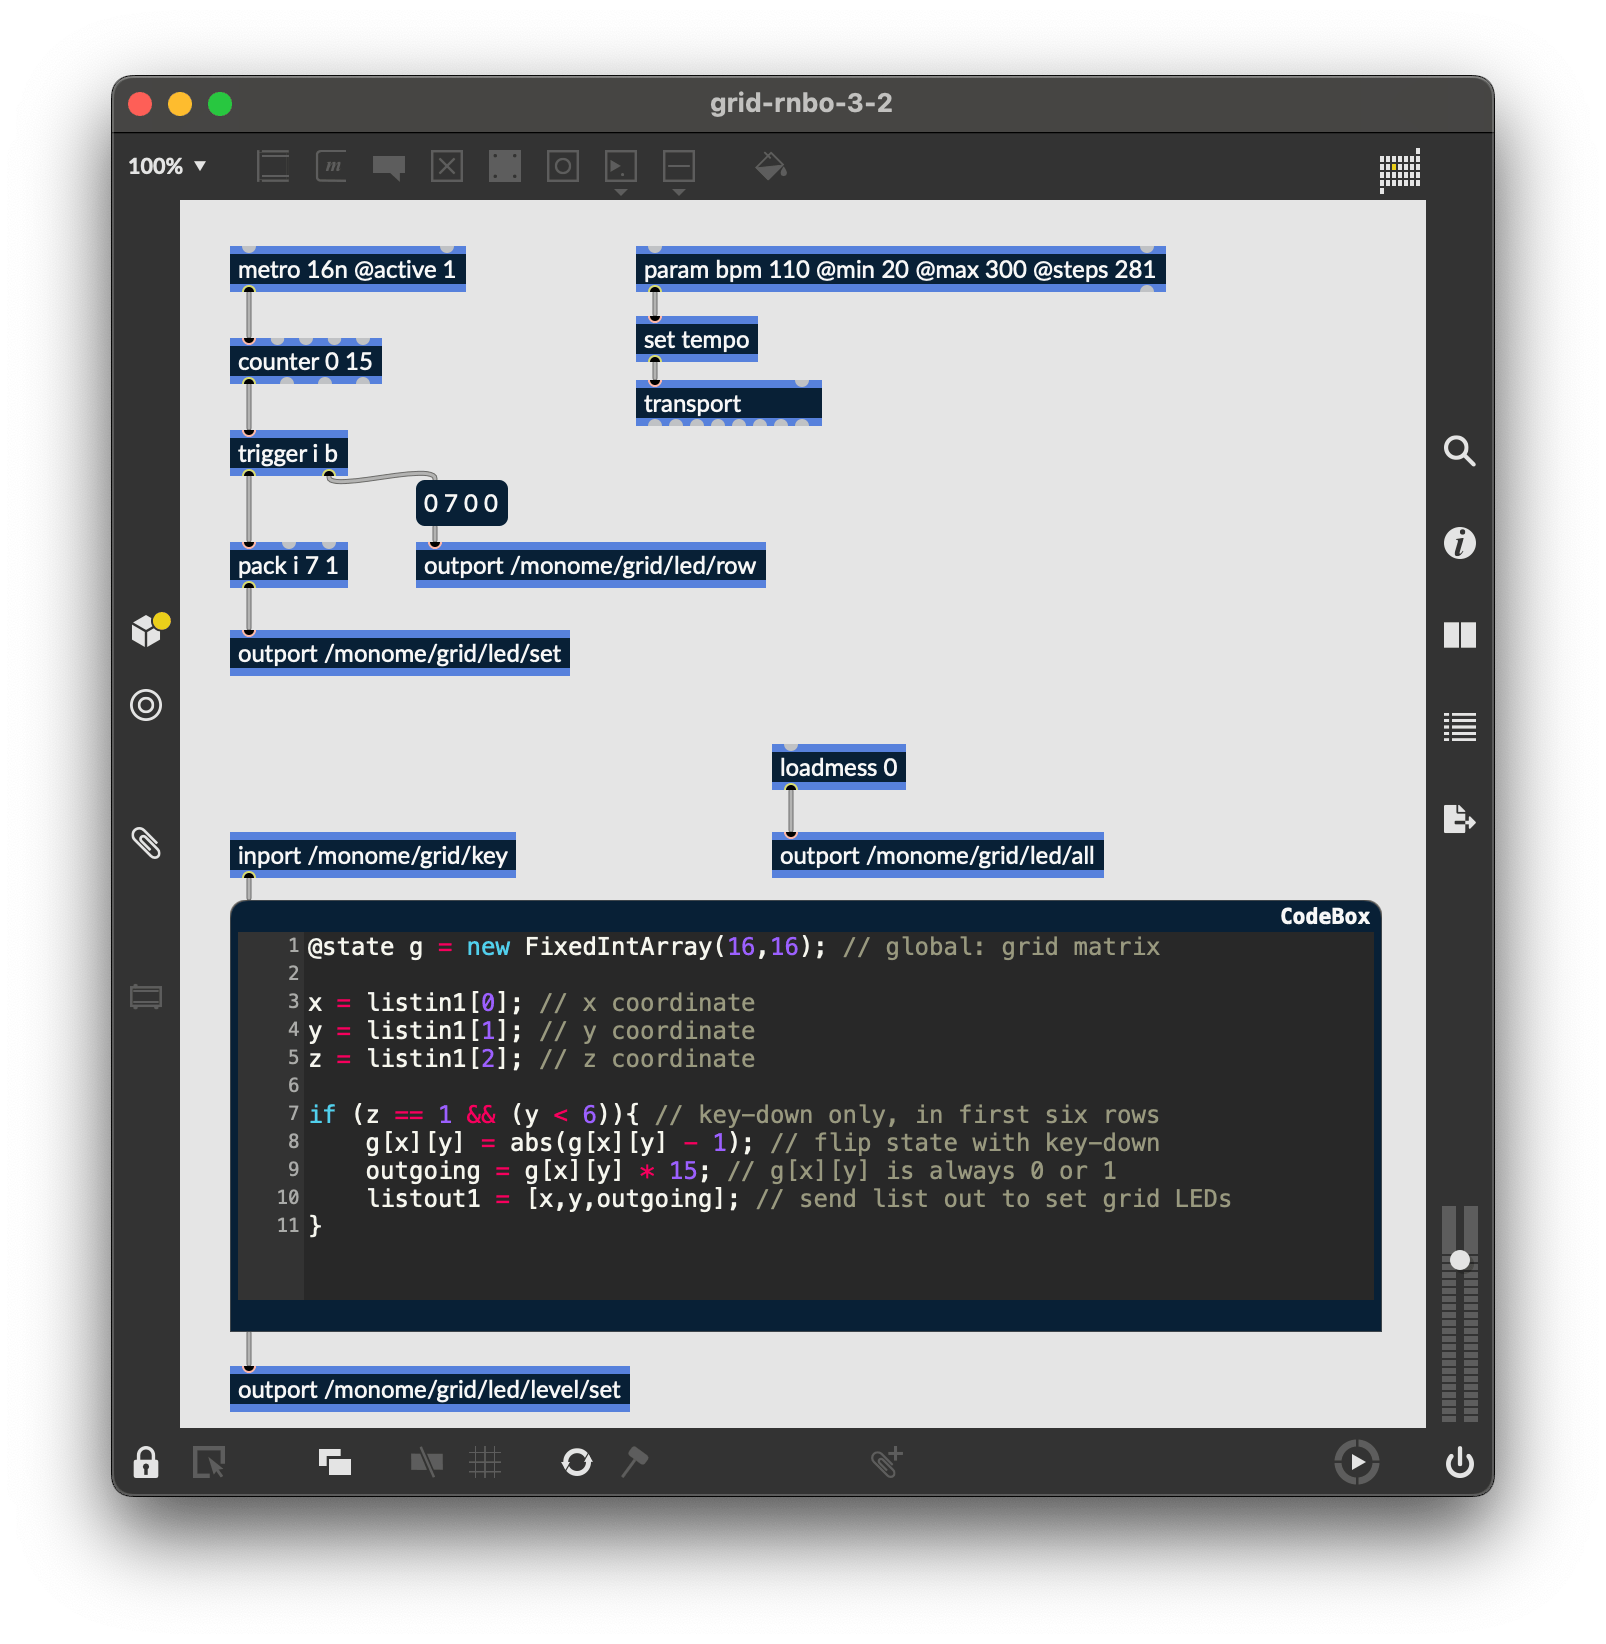 grid-rnbo-3-2
100%
metro 16n @active 1
param bpm 110 @min 20 @max 300 @steps 281
counter 0 15
set tempo
transport
trigger i b
0 7 0 0
pack i 7 1
outport /monome/grid/led/row
outport /monome/grid/led/set
loadmess 0
inport /monome/grid/key
outport /monome/grid/led/all
CodeBox
1 @state g = new FixedIntArray(16,16); // global: grid matrix
2
3 x = listin1[0]; // x coordinate
4 y = listin1[1]; // y coordinate
5 z = listin1[2]; // z coordinate
6
7 if (z == 1 && (y < 6)){ // key-down only, in first six rows
8 g[x][y] = abs(g[x][y] - 1); // flip state with key-down
9 outgoing = g[x][y] * 15; // g[x][y] is always 0 or 1
10 listout1 = [x,y,outgoing]; // send list out to set grid LEDs
11 }
outport /monome/grid/led/level/set